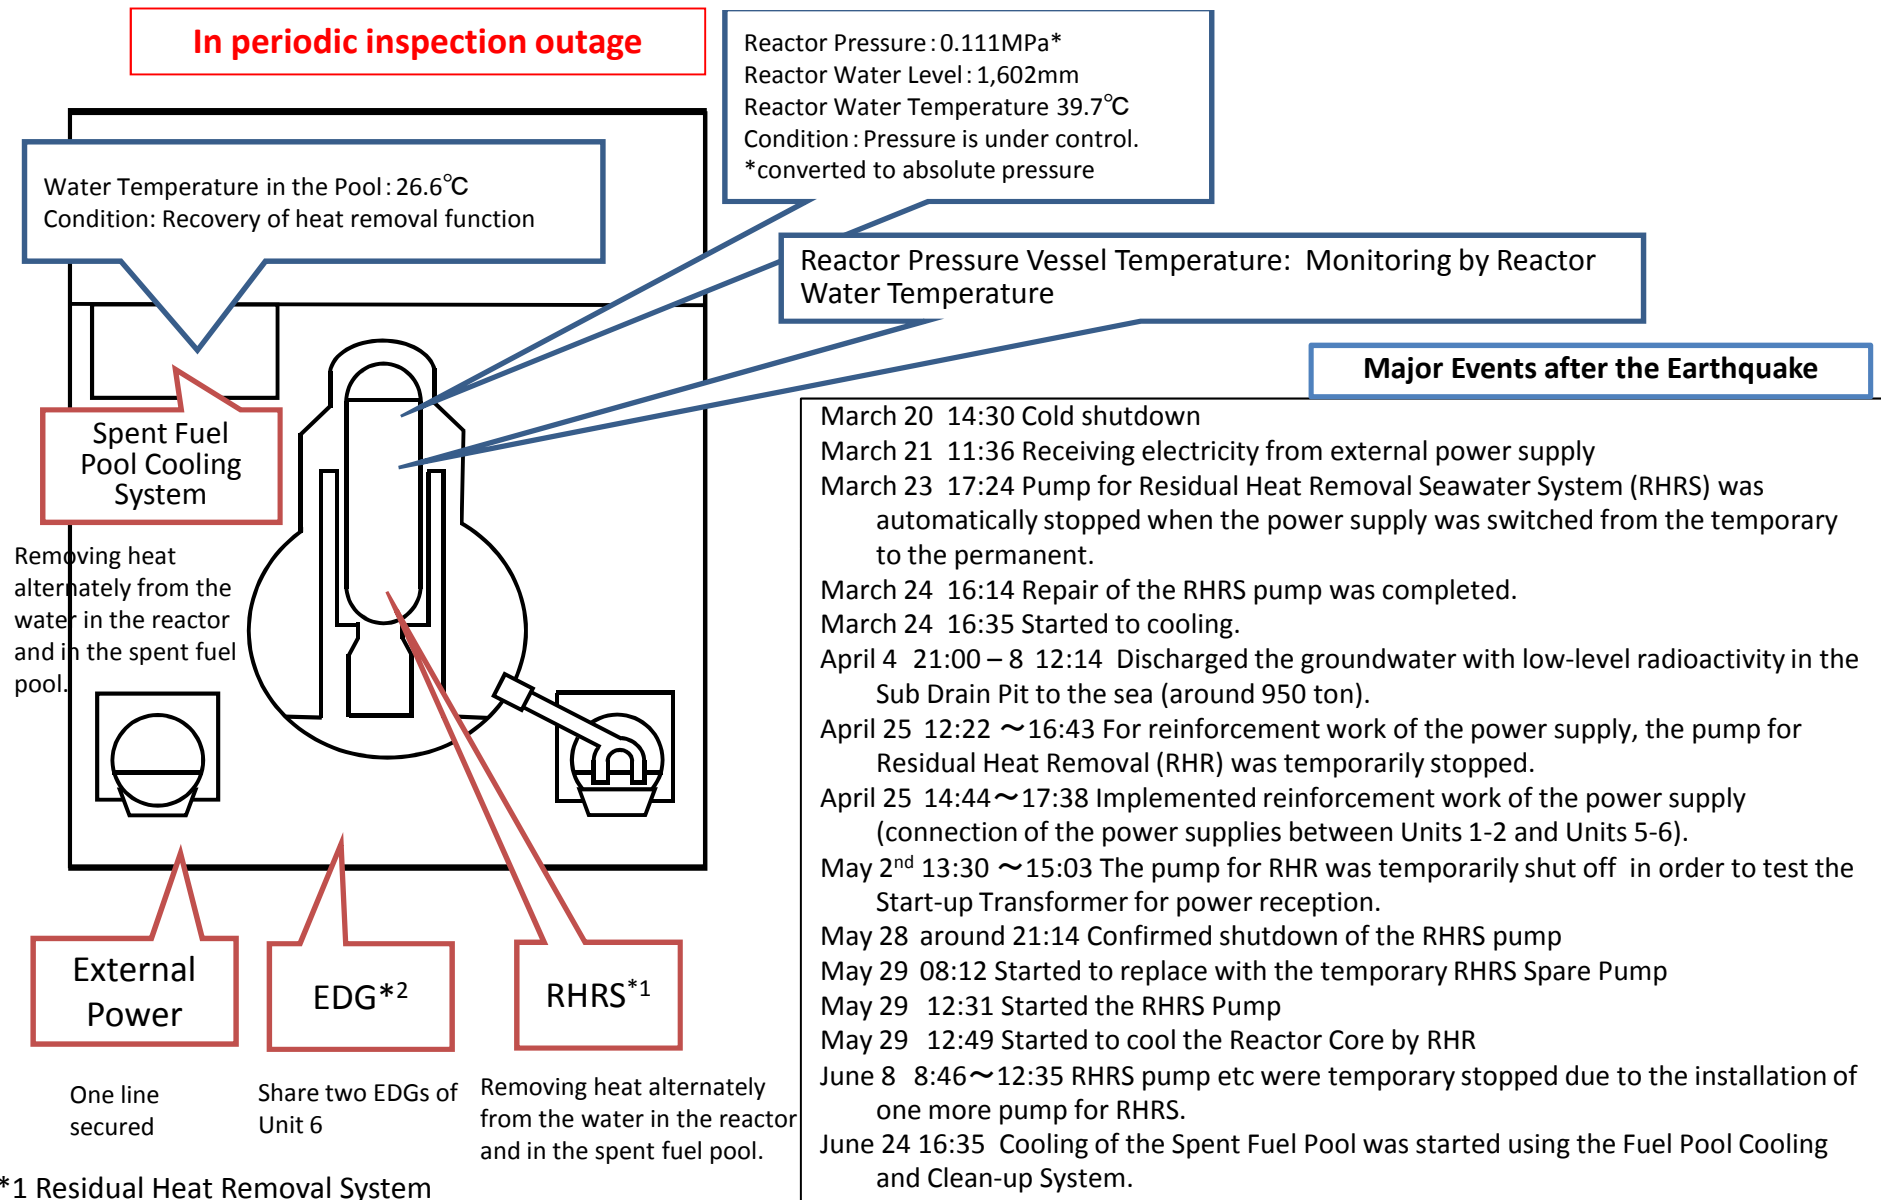 In periodic inspection outage
Reactor Pressure : 0.111MPa*
Reactor Water Level : 1,602mm
Reactor Water Temperature 39.7℃
Condition : Pressure is under control.
*converted to absolute pressure
Water Temperature in the Pool : 26.6℃
Condition: Recovery of heat removal function
Reactor Pressure Vessel Temperature:  Monitoring by Reactor
Water Temperature
Spent Fuel
Pool Cooling
System
Removing heat
alternately from the
water in the reactor
and in the spent fuel
pool.
External
Power
One line
secured
EDG*2
Share two EDGs of
Unit 6
RHRS*1
Removing heat alternately
from the water in the reactor
and in the spent fuel pool.
*1 Residual Heat Removal System
Major Events after the Earthquake
March 20  14:30 Cold shutdown
March 21  11:36 Receiving electricity from external power supply
March 23  17:24 Pump for Residual Heat Removal Seawater System (RHRS) was
automatically stopped when the power supply was switched from the temporary
to the permanent.
March 24  16:14 Repair of the RHRS pump was completed.
March 24  16:35 Started to cooling.
April 4  21:00 – 8  12:14  Discharged the groundwater with low-level radioactivity in the
Sub Drain Pit to the sea (around 950 ton).
April 25  12:22 ～16:43 For reinforcement work of the power supply, the pump for
Residual Heat Removal (RHR) was temporarily stopped.
April 25  14:44～17:38 Implemented reinforcement work of the power supply
(connection of the power supplies between Units 1-2 and Units 5-6).
May 2nd 13:30 ～15:03 The pump for RHR was temporarily shut off  in order to test the
Start-up Transformer for power reception.
May 28  around 21:14 Confirmed shutdown of the RHRS pump
May 29  08:12 Started to replace with the temporary RHRS Spare Pump
May 29   12:31 Started the RHRS Pump
May 29   12:49 Started to cool the Reactor Core by RHR
June 8   8:46～12:35 RHRS pump etc were temporary stopped due to the installation of
one more pump for RHRS.
June 24 16:35  Cooling of the Spent Fuel Pool was started using the Fuel Pool Cooling
and Clean-up System.